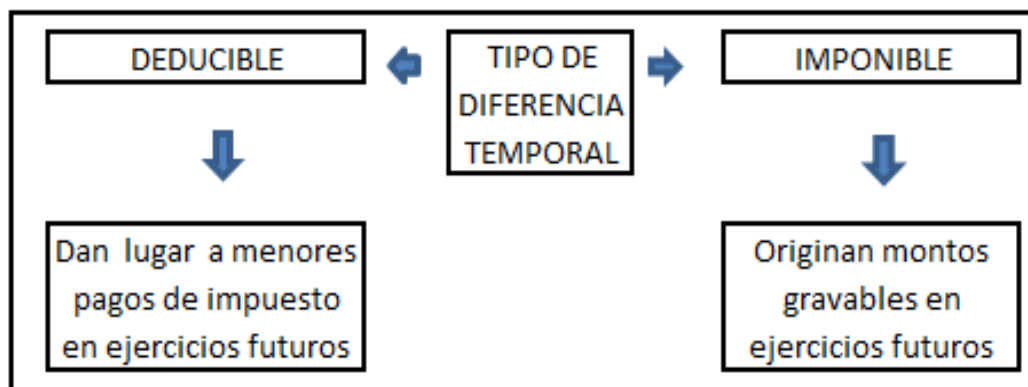 DEDUCIBLE
TIPO DE
DIFERENCIA
TEMPORAL
IMPONIBLE
Dan lugar a menores
pagos de impuesto
en ejercicios futuros
Originan montos
gravables en
ejercicios futuros